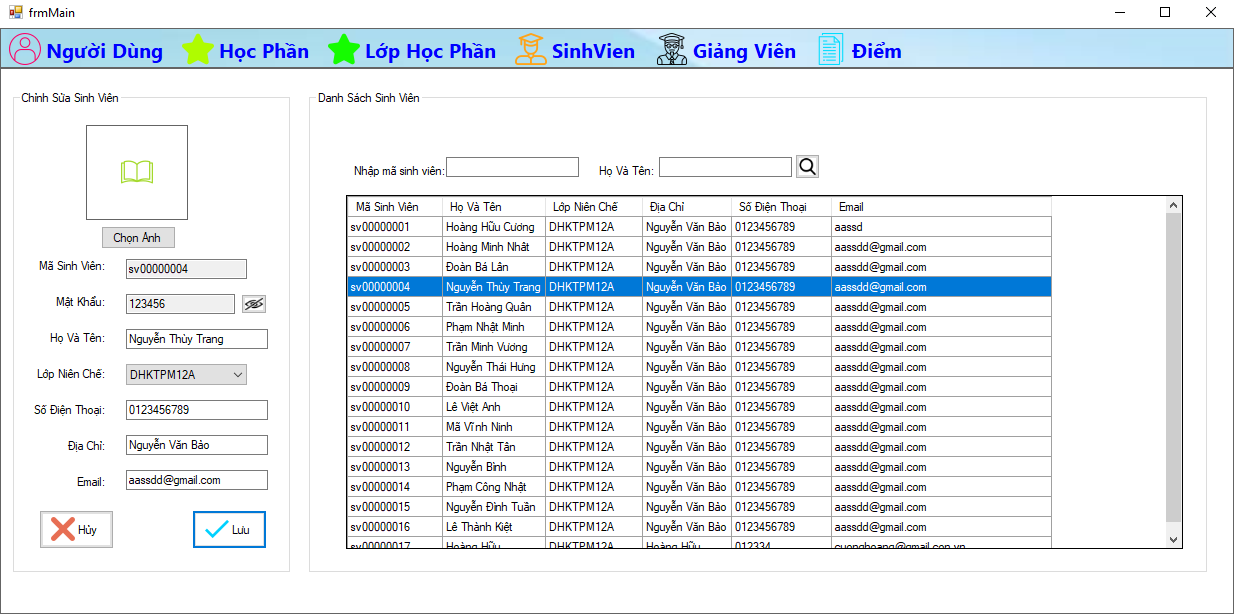 frmMain
Người Dùng Học Phần Lớp Học Phần SinhVien Giảng Viên Điểm
Chỉnh Sửa Sinh Viên
Chọn Ảnh
Mã Sinh Viên: sv00000004
Mật Khẩu: 123456
Họ Và Tên: Nguyễn Thùy Trang
Lớp Niên Chế: DHKTPM12A
Số Điện Thoại: 0123456789
Địa Chỉ: Nguyễn Văn Bảo
Email: aassdd@gmail.com
Hủy Lưu
Danh Sách Sinh Viên
Nhập mã sinh viên: Họ Và Tên:
Mã Sinh Viên Họ Và Tên Lớp Niên Chế Địa Chỉ Số Điện Thoại Email
sv00000001 Hoàng Hữu Cương DHKTPM12A Nguyễn Văn Bảo 0123456789 aassd
sv00000002 Hoàng Minh Nhât DHKTPM12A Nguyễn Văn Bảo 0123456789 aassdd@gmail.com
sv00000003 Đoàn Bá Lân DHKTPM12A Nguyễn Văn Bảo 0123456789 aassdd@gmail.com
sv00000004 Nguyễn Thùy Trang DHKTPM12A Nguyễn Văn Bảo 0123456789 aassdd@gmail.com
sv00000005 Trần Hoàng Quân DHKTPM12A Nguyễn Văn Bảo 0123456789 aassdd@gmail.com
sv00000006 Phạm Nhật Minh DHKTPM12A Nguyễn Văn Bảo 0123456789 aassdd@gmail.com
sv00000007 Trần Minh Vương DHKTPM12A Nguyễn Văn Bảo 0123456789 aassdd@gmail.com
sv00000008 Nguyễn Thái Hưng DHKTPM12A Nguyễn Văn Bảo 0123456789 aassdd@gmail.com
sv00000009 Đoàn Bá Thoại DHKTPM12A Nguyễn Văn Bảo 0123456789 aassdd@gmail.com
sv00000010 Lê Việt Anh DHKTPM12A Nguyễn Văn Bảo 0123456789 aassdd@gmail.com
sv00000011 Mã Vĩnh Ninh DHKTPM12A Nguyễn Văn Bảo 0123456789 aassdd@gmail.com
sv00000012 Trần Nhật Tân DHKTPM12A Nguyễn Văn Bảo 0123456789 aassdd@gmail.com
sv00000013 Nguyễn Bình DHKTPM12A Nguyễn Văn Bảo 0123456789 aassdd@gmail.com
sv00000014 Phạm Công Nhật DHKTPM12A Nguyễn Văn Bảo 0123456789 aassdd@gmail.com
sv00000015 Nguyễn Đình Tuấn DHKTPM12A Nguyễn Văn Bảo 0123456789 aassdd@gmail.com
sv00000016 Lê Thành Kiệt DHKTPM12A Nguyễn Văn Bảo 0123456789 aassdd@gmail.com
sv00000017 Hoàng Hữu DHKTPM12A Hoàng Hữu 012334 cuonghoang@gmail.con.vn